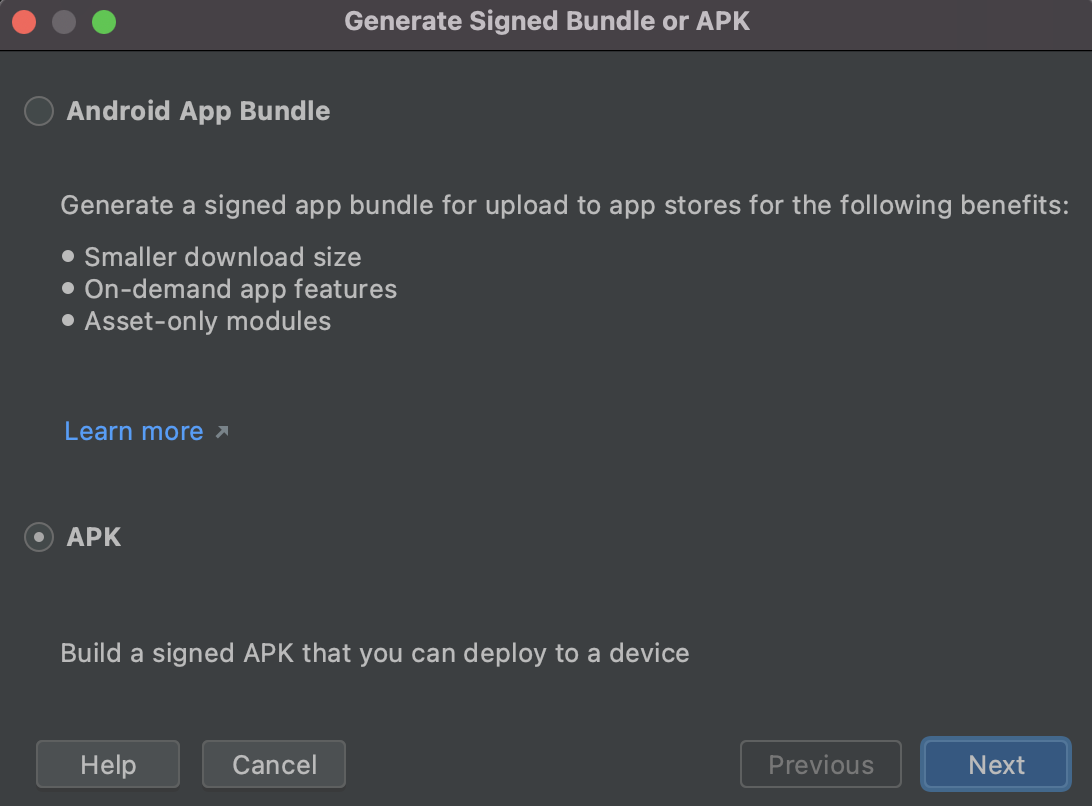 Generate Signed Bundle or APK
Android App Bundle
Generate a signed app bundle for upload to app stores for the following benefits:
• Smaller download size
• On-demand app features
• Asset-only modules
Learn more ↗
APK
Build a signed APK that you can deploy to a device
Help Cancel Previous Next